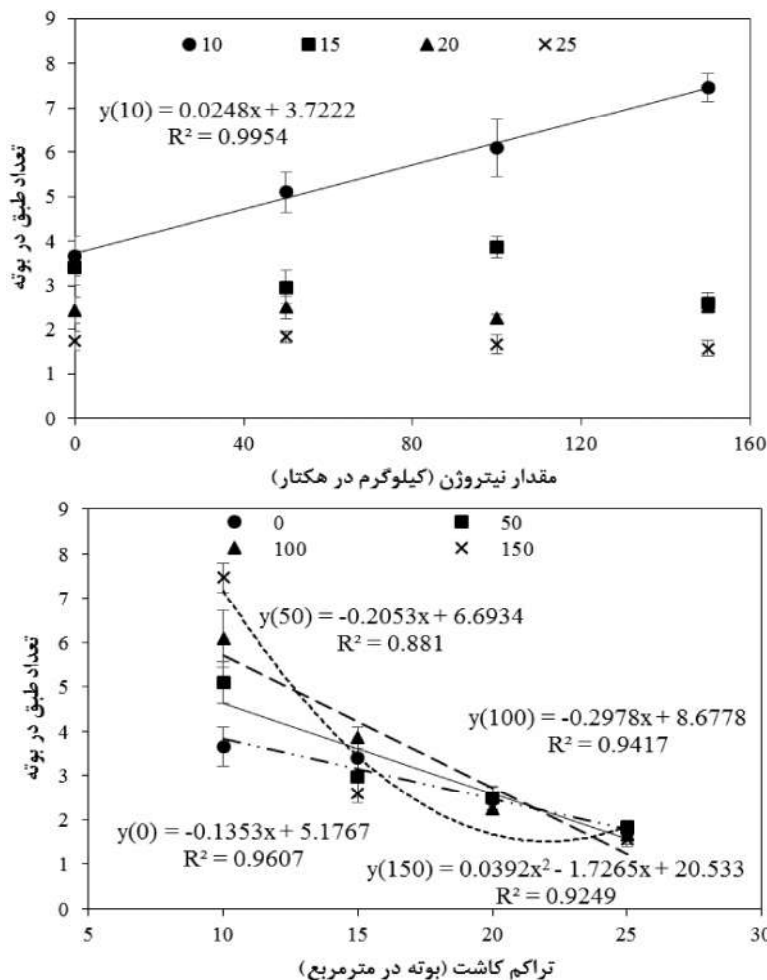 9
8
7
6
5
4
3
2
1
0
10 15 20 25
y(10) = 0.0248x + 3.7222
R² = 0.9954
تعداد طبق در بوته
0 40 80 120 160
مقدار نیتروژن (کیلوگرم در هکتار)
9
8
7
6
5
4
3
2
1
0
0 50
100 150
y(50) = -0.2053x + 6.6934
R² = 0.881
y(100) = -0.2978x + 8.6778
R² = 0.9417
y(0) = -0.1353x + 5.1767
R² = 0.9607
y(150) = 0.0392x² - 1.7265x + 20.533
R² = 0.9249
تعداد طبق در بوته
5 10 15 20 25 30
تراکم کاشت (بوته در مترمربع)